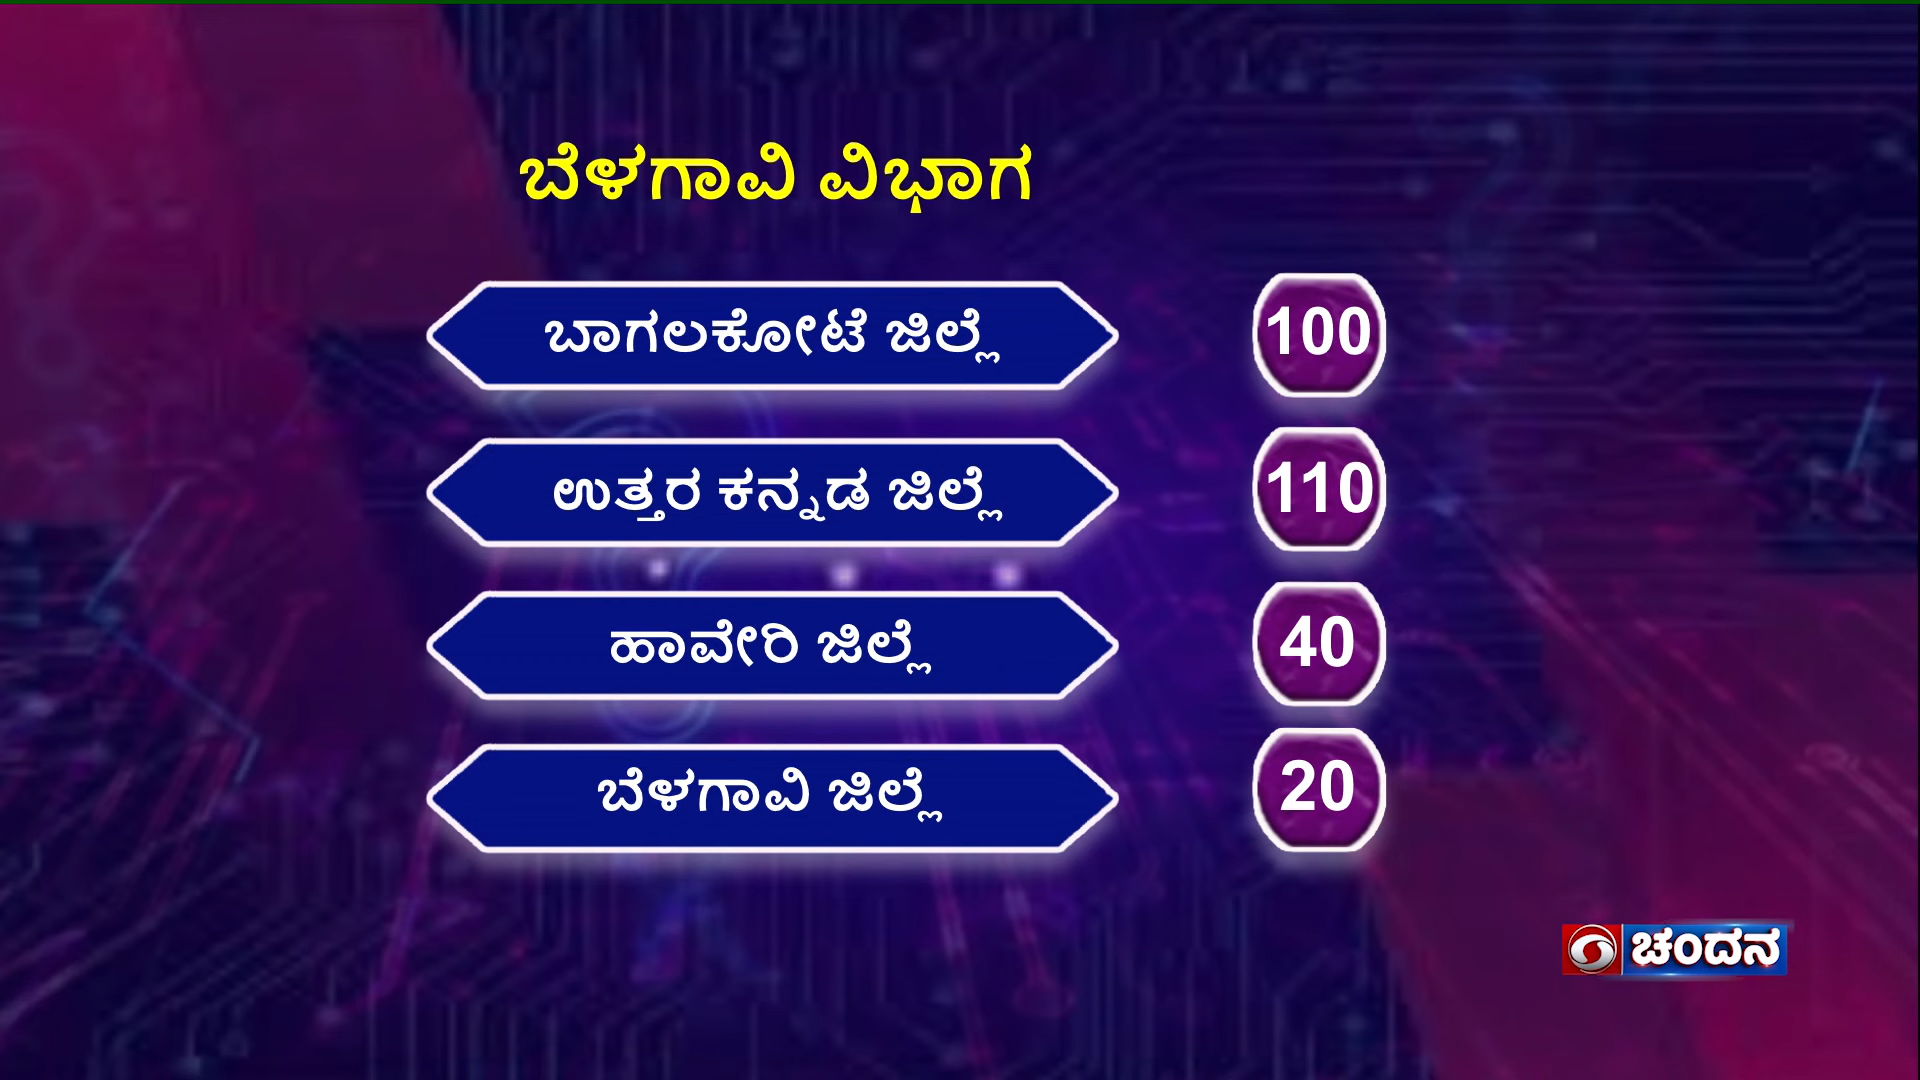 ಬೆಳಗಾವಿ ವಿಭಾಗ
ಬಾಗಲಕೋಟೆ ಜಿಲ್ಲೆ 100
ಉತ್ತರ ಕನ್ನಡ ಜಿಲ್ಲೆ 110
ಹಾವೇರಿ ಜಿಲ್ಲೆ 40
ಬೆಳಗಾವಿ ಜಿಲ್ಲೆ 20
ಚಂದನ